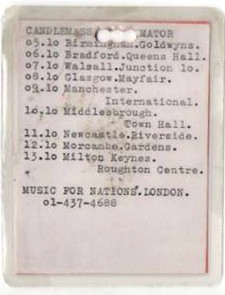 CANDLEMASS MATOR
o5.1o Birmingham.Goldwyns.
o6.1o Bradford.Queens Hall.
o7.1o Walsall.Junction 1o.
o8.1o Glasgow.Mayfair.
o9.1o Manchester.
International.
1o.1o Middlesbrough.
Town Hall.
11.1o Newcastle.Riverside.
12.1o Morcambe.Gardens.
13.1o Milton Keynes.
Roughton Centre.
MUSIC FOR NATIONS.LONDON.
o1-437-4688